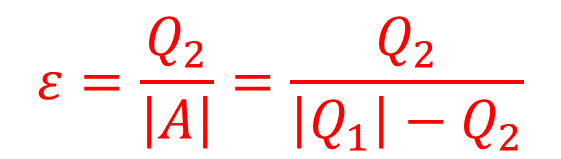 ε = Q₂/|A| = Q₂/(|Q₁| − Q₂)